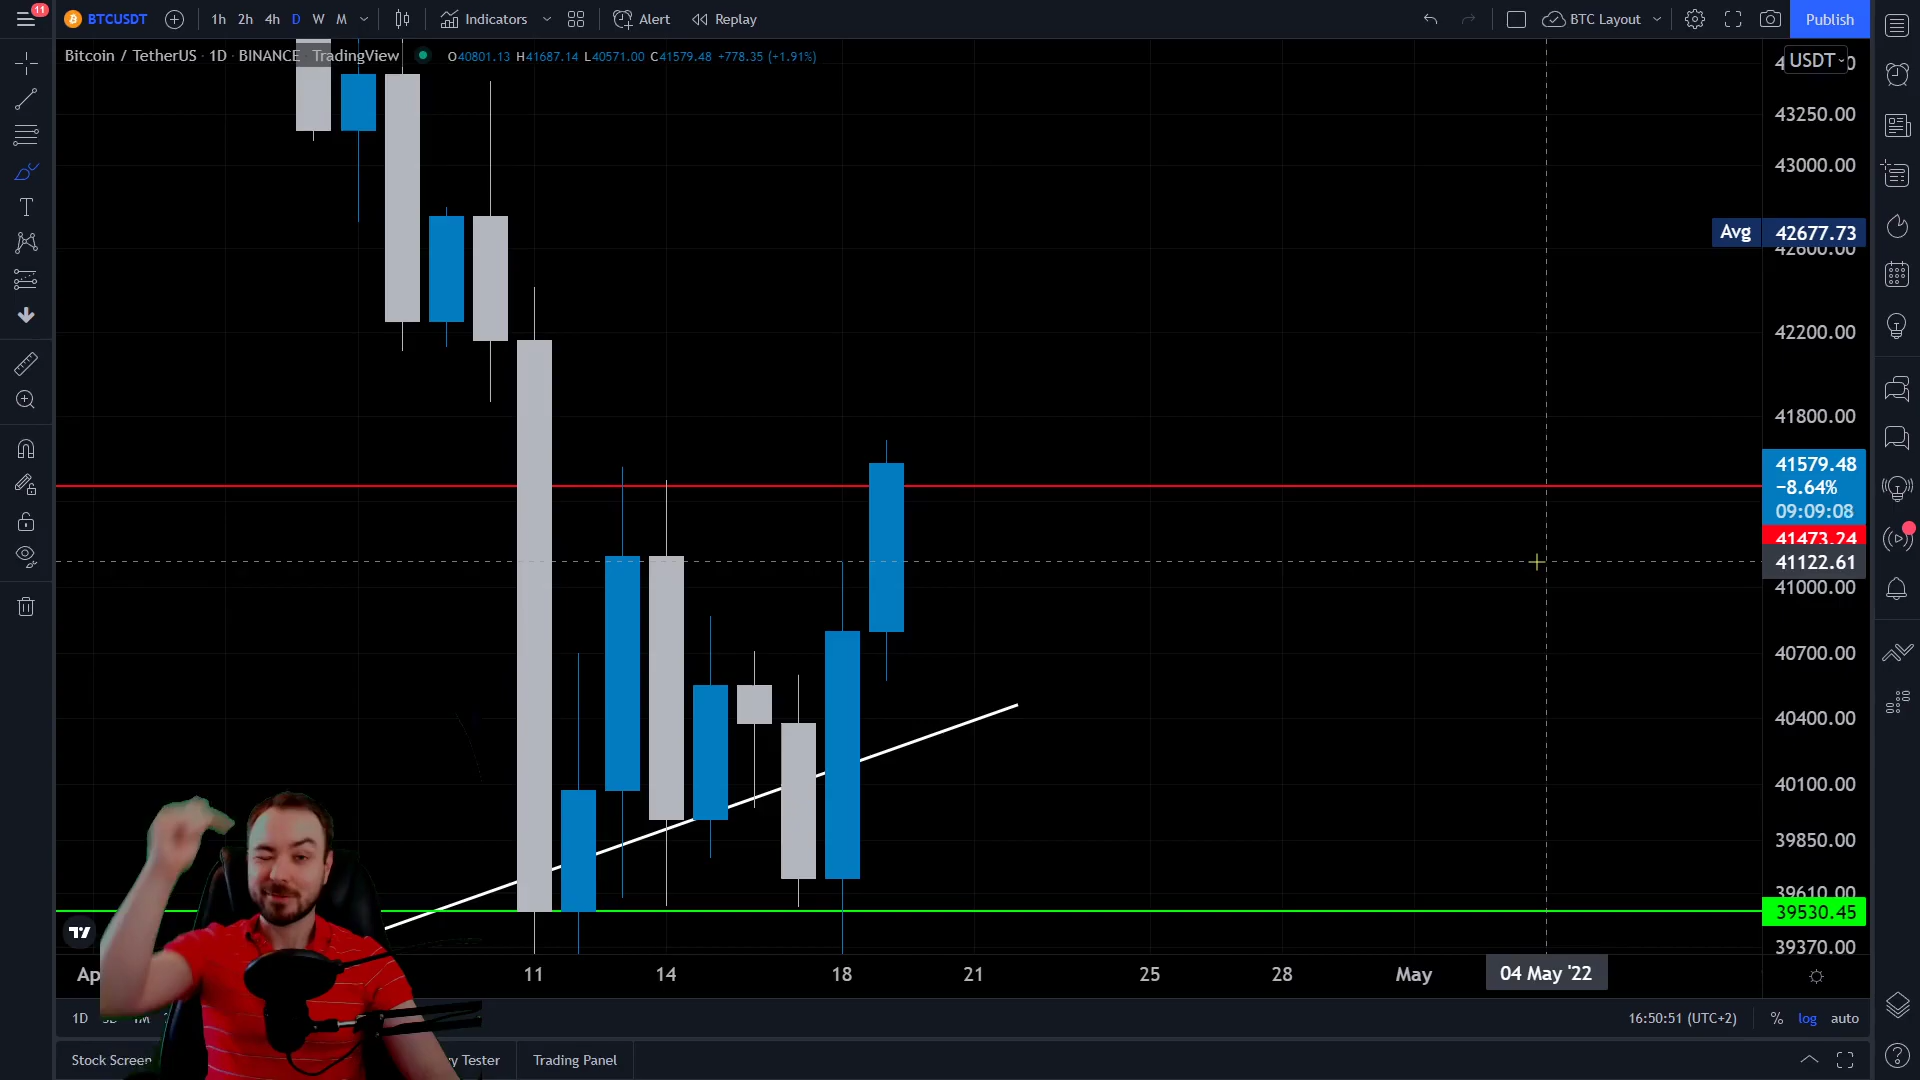 11
BTCUSDT 1h 2h 4h D W M Indicators Alert Replay BTC Layout Publish
Bitcoin / TetherUS · 1D · BINANCE TradingView O40801.13 H41687.14 L40571.00 C41579.48 +778.35 (+1.91%)
USDT
43250.00
43000.00
Avg 42677.73
42600.00
42200.00
41800.00
41579.48
−8.64%
09:09:08
41473.24
41122.61
41000.00
40700.00
40400.00
40100.00
39850.00
39610.00
39530.45
39370.00
11 14 18 21 25 28 May 04 May '22
1D 1M 16:50:51 (UTC+2) % log auto
Stock Tester Trading Panel